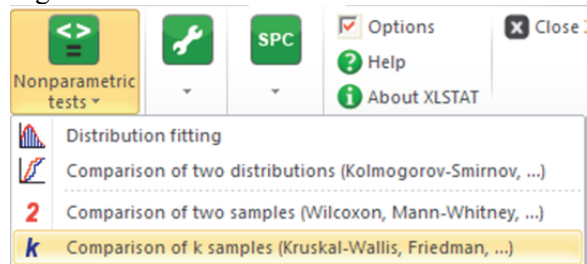 <>
=
SPC
Options
Close
Help
About XLSTAT
Nonparametric
tests
Distribution fitting
Comparison of two distributions (Kolmogorov-Smirnov, ...)
2 Comparison of two samples (Wilcoxon, Mann-Whitney, ...)
k Comparison of k samples (Kruskal-Wallis, Friedman, ...)